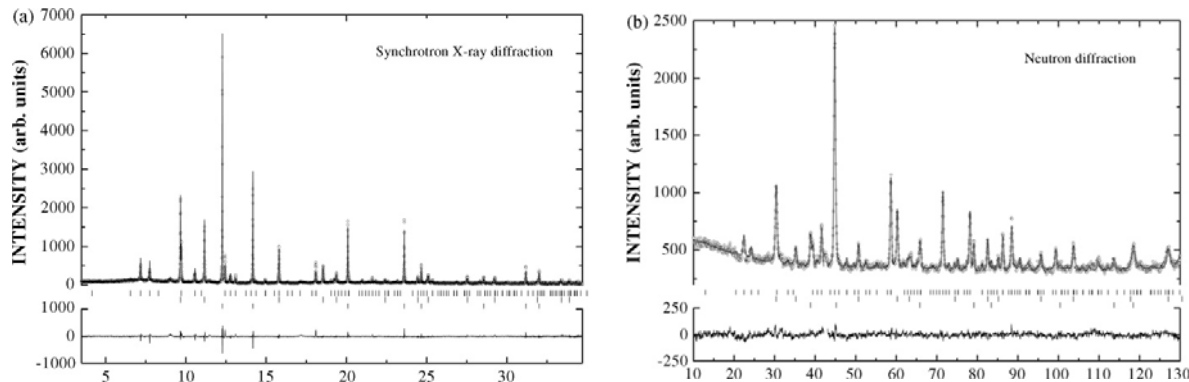 (a)
7000
6000
5000
4000
3000
2000
1000
0
INTENSITY (arb. units)
Synchrotron X-ray diffraction
1000
0
-1000
5 10 15 20 25 30
(b)
2500
2000
1500
1000
500
INTENSITY (arb. units)
Neutron diffraction
250
0
-250
10 20 30 40 50 60 70 80 90 100 110 120 130